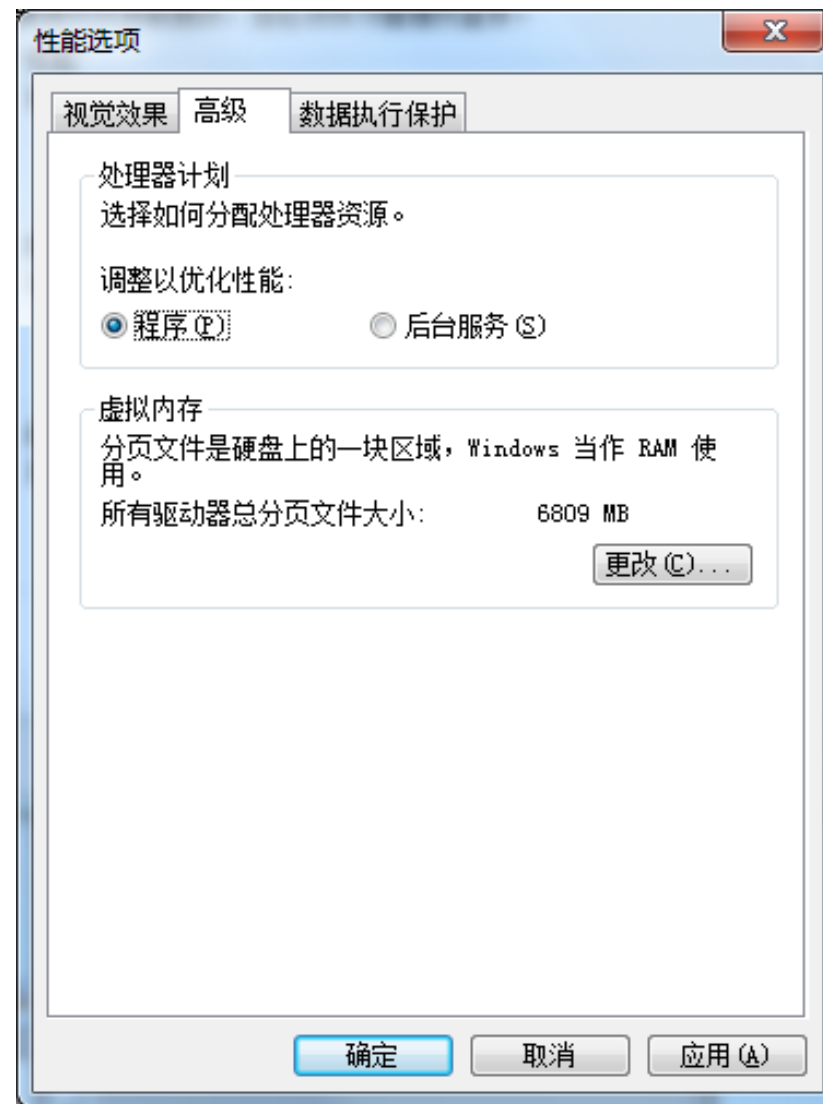 性能选项
视觉效果 高级 数据执行保护
处理器计划
选择如何分配处理器资源。
调整以优化性能:
程序(P) 后台服务(S)
虚拟内存
分页文件是硬盘上的一块区域，Windows 当作 RAM 使
用。
所有驱动器总分页文件大小: 6809 MB
更改(C)...
确定 取消 应用(A)